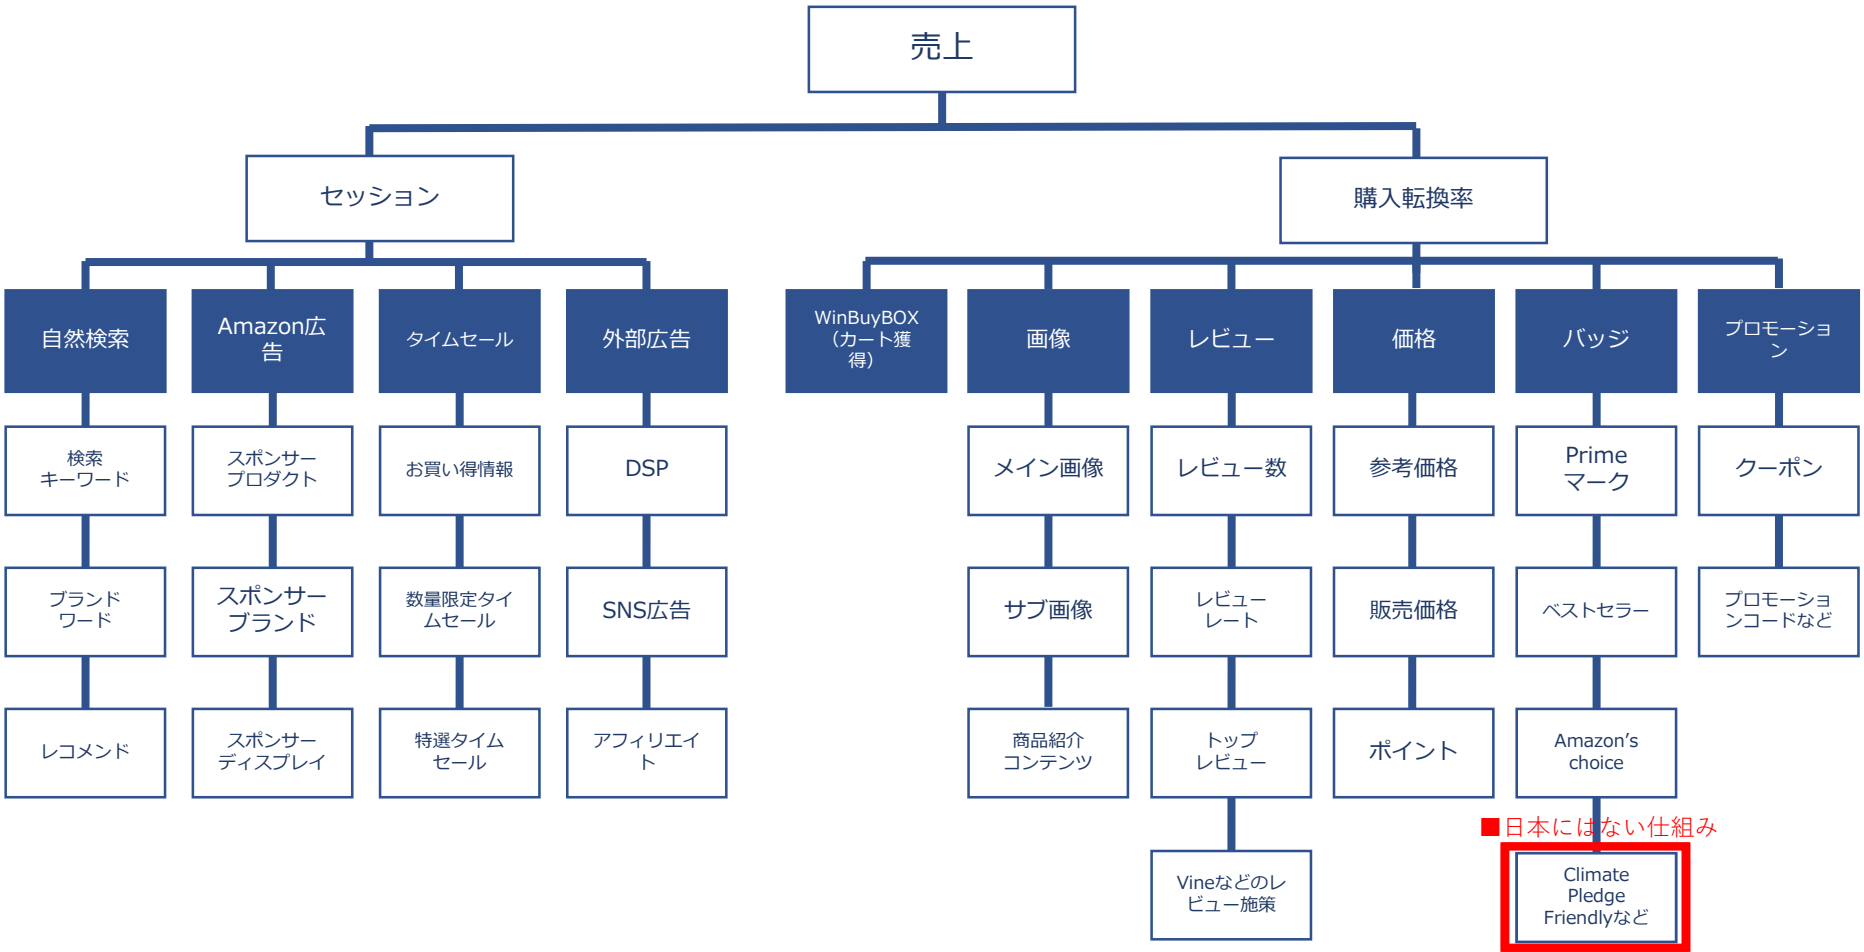 売上
セッション
購入転換率
自然検索
Amazon広
告
タイムセール
外部広告
WinBuyBOX
（カート獲
得）
画像
レビュー
価格
バッジ
プロモーショ
ン
検索
キーワード
スポンサー
プロダクト
お買い得情報
DSP
メイン画像
レビュー数
参考価格
Prime
マーク
クーポン
ブランド
ワード
スポンサー
ブランド
数量限定タイ
ムセール
SNS広告
サブ画像
レビュー
レート
販売価格
ベストセラー
プロモーショ
ンコードなど
レコメンド
スポンサー
ディスプレイ
特選タイム
セール
アフィリエイ
ト
商品紹介
コンテンツ
トップ
レビュー
ポイント
Amazon’s
choice
■日本にはない仕組み
Vineなどのレ
ビュー施策
Climate
Pledge
Friendlyなど